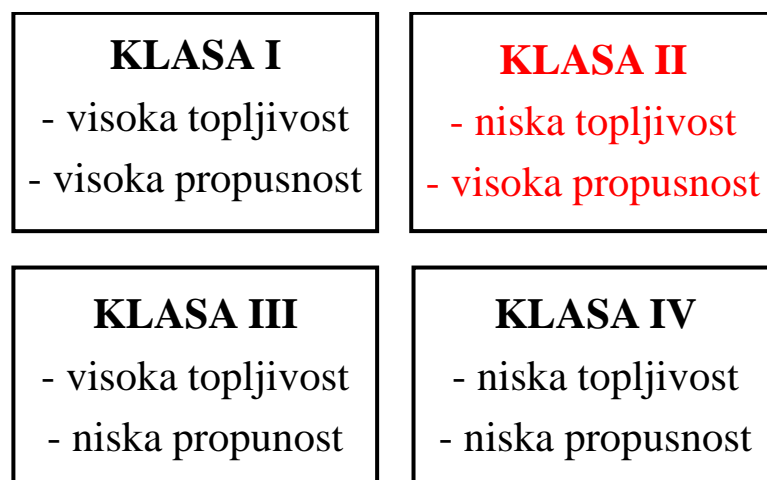 KLASA I
- visoka topljivost
- visoka propusnost
KLASA II
- niska topljivost
- visoka propusnost
KLASA III
- visoka topljivost
- niska propunost
KLASA IV
- niska topljivost
- niska propusnost